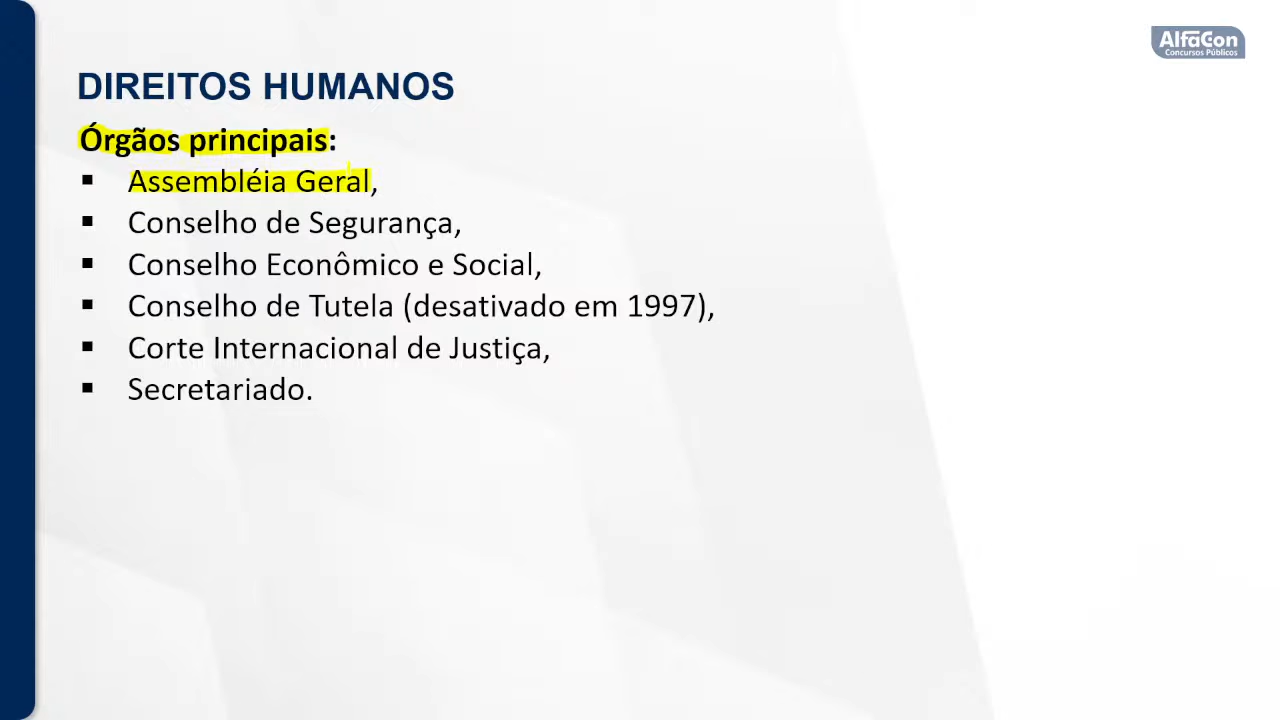 AlfaCon
Concursos Públicos
DIREITOS HUMANOS
Órgãos principais:
▪ Assembléia Geral,
▪ Conselho de Segurança,
▪ Conselho Econômico e Social,
▪ Conselho de Tutela (desativado em 1997),
▪ Corte Internacional de Justiça,
▪ Secretariado.